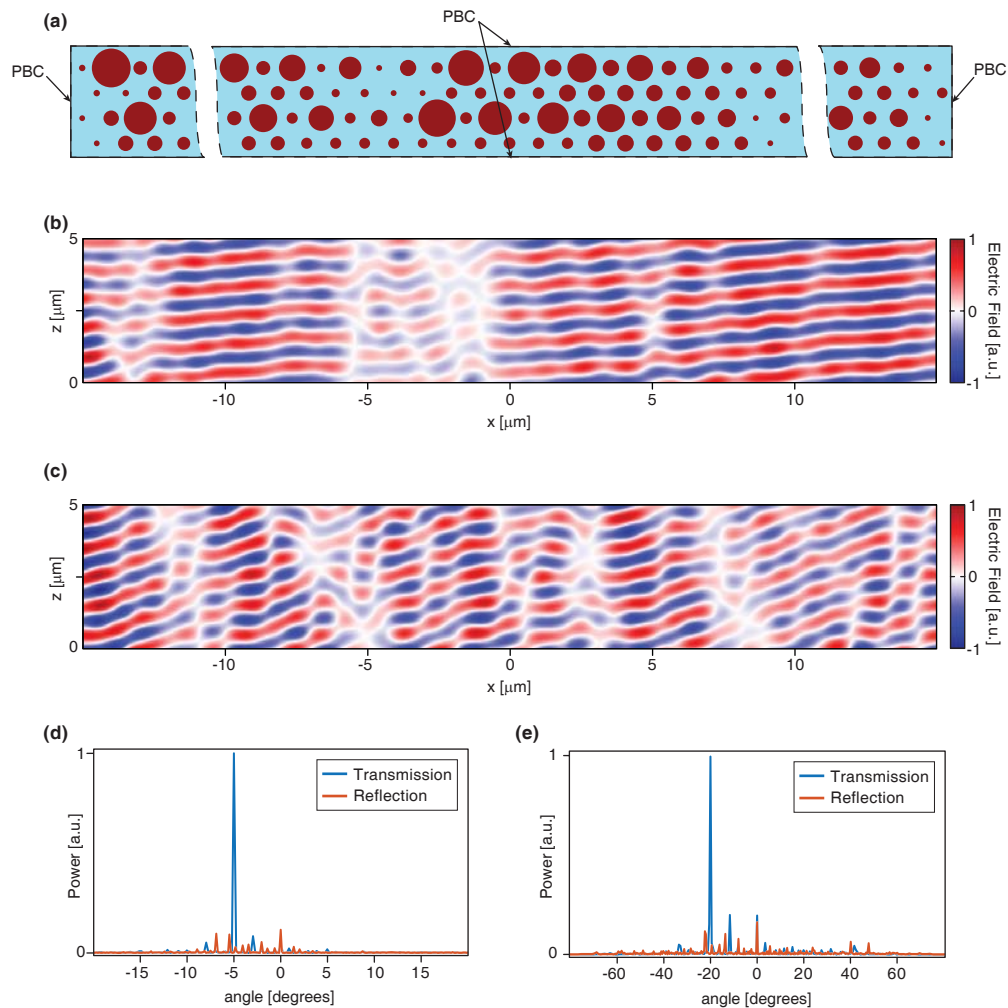 (a)
PBC
PBC
PBC
(b)
5
z [μm]
0
-10
-5
0
5
10
x [μm]
1
0
-1
Electric Field [a.u.]
(c)
5
z [μm]
0
-10
-5
0
5
10
x [μm]
1
0
-1
Electric Field [a.u.]
(d)
1
Power [a.u.]
0
Transmission
Reflection
-15
-10
-5
0
5
10
15
angle [degrees]
(e)
1
Power [a.u.]
0
Transmission
Reflection
-60
-40
-20
0
20
40
60
angle [degrees]